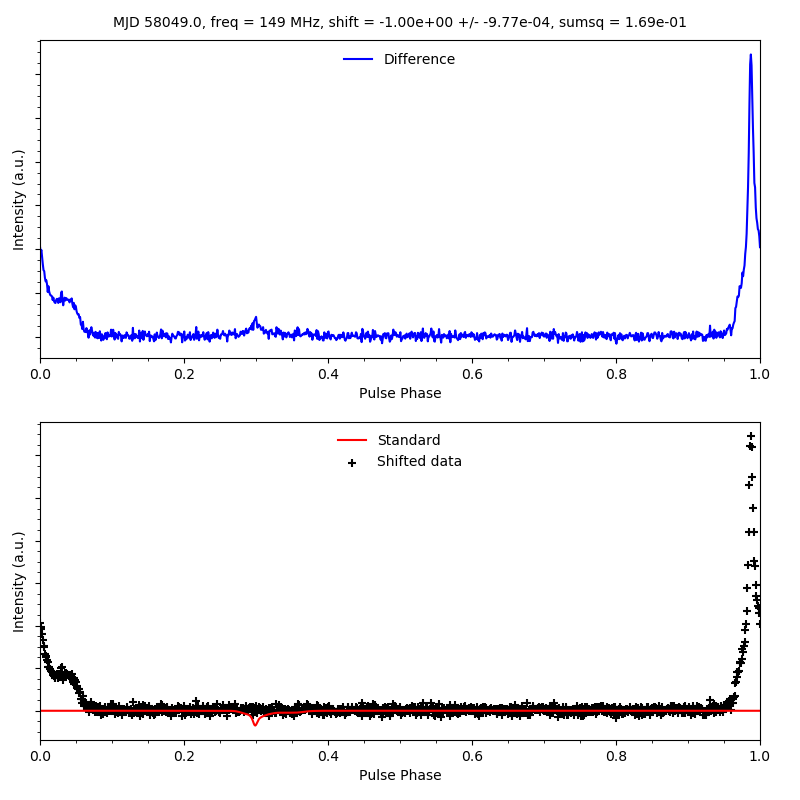 MJD 58049.0, freq = 149 MHz, shift = -1.00e+00 +/- -9.77e-04, sumsq = 1.69e-01
Difference
Intensity (a.u.)
0.0 0.2 0.4 0.6 0.8 1.0
Pulse Phase
Standard
Shifted data
Intensity (a.u.)
0.0 0.2 0.4 0.6 0.8 1.0
Pulse Phase